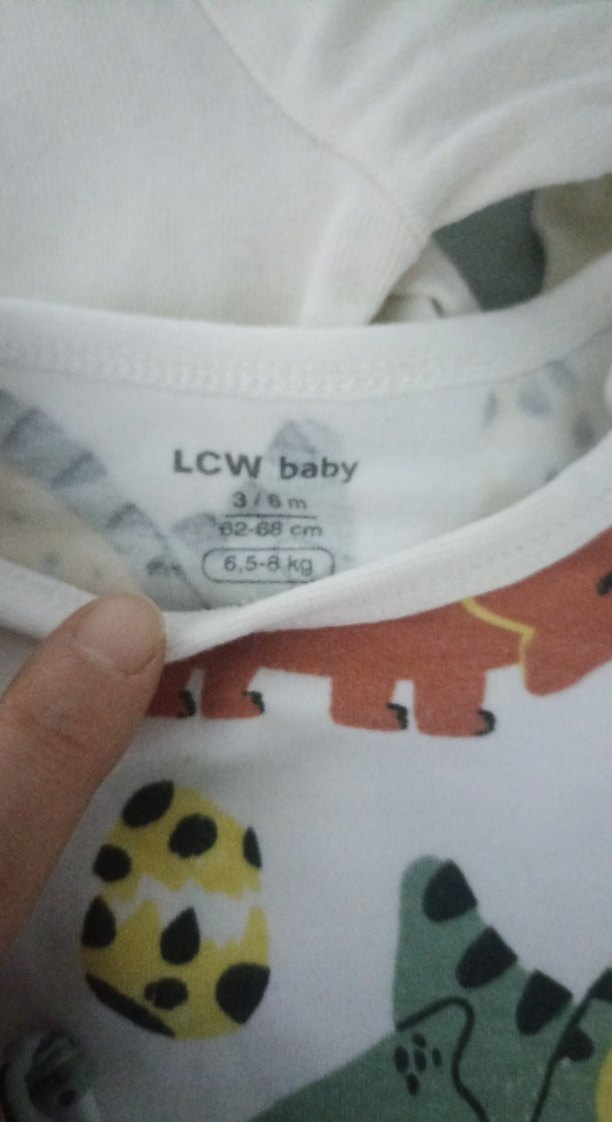 LCW baby
3 / 6 m
62-68 cm
6,5-8 kg